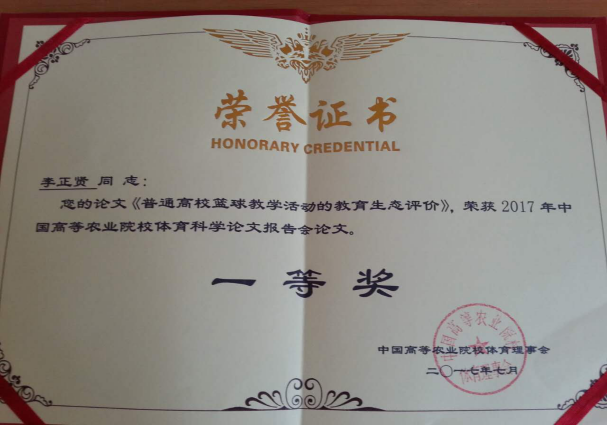 荣誉证书
HONORARY CREDENTIAL
李正贤 同 志：
您的论文《普通高校篮球教学活动的教育生态评价》，荣获 2017 年中
国高等农业院校体育科学论文报告会论文。
一 等 奖
中国高等农业院校体育理事会
二〇一七年七月